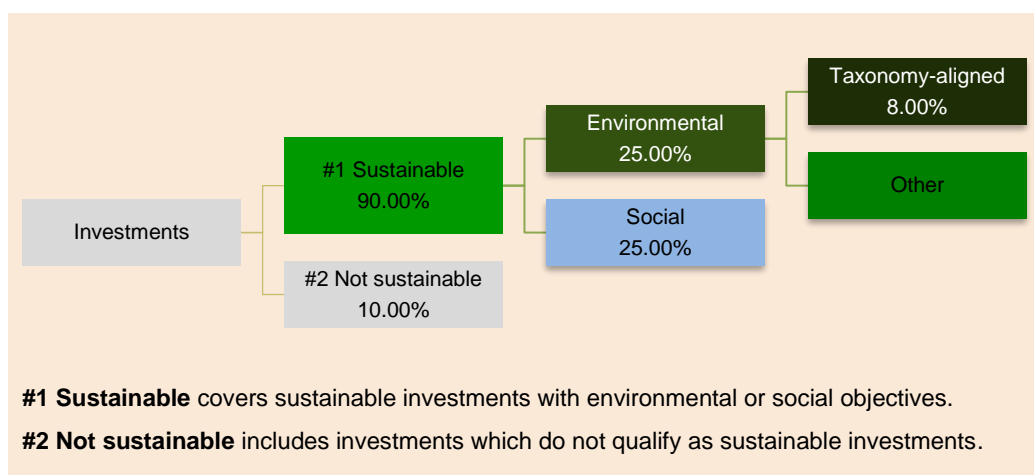 Taxonomy-aligned
8.00%
Environmental
25.00%
#1 Sustainable
90.00%
Other
Social
25.00%
Investments
#2 Not sustainable
10.00%
#1 Sustainable covers sustainable investments with environmental or social objectives.
#2 Not sustainable includes investments which do not qualify as sustainable investments.